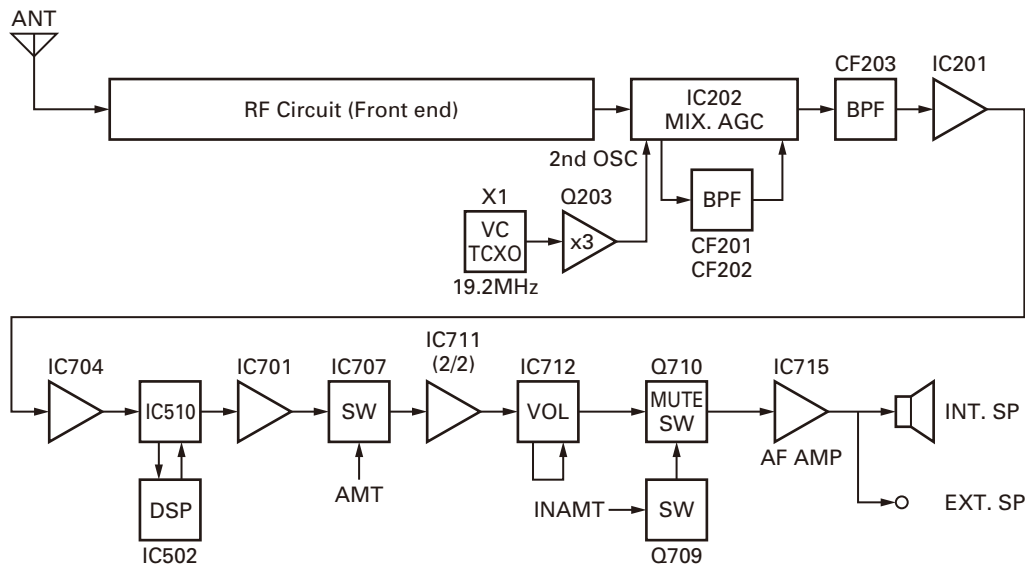 ANT
RF Circuit (Front end)
IC202
MIX. AGC
CF203
BPF
IC201
2nd OSC
BPF
CF201
CF202
X1
VC
TCXO
19.2MHz
Q203
x3
IC704
IC510
DSP
IC502
IC701
IC707
SW
AMT
IC711
(2/2)
IC712
VOL
Q710
MUTE
SW
INAMT
SW
Q709
IC715
AF AMP
INT. SP
EXT. SP